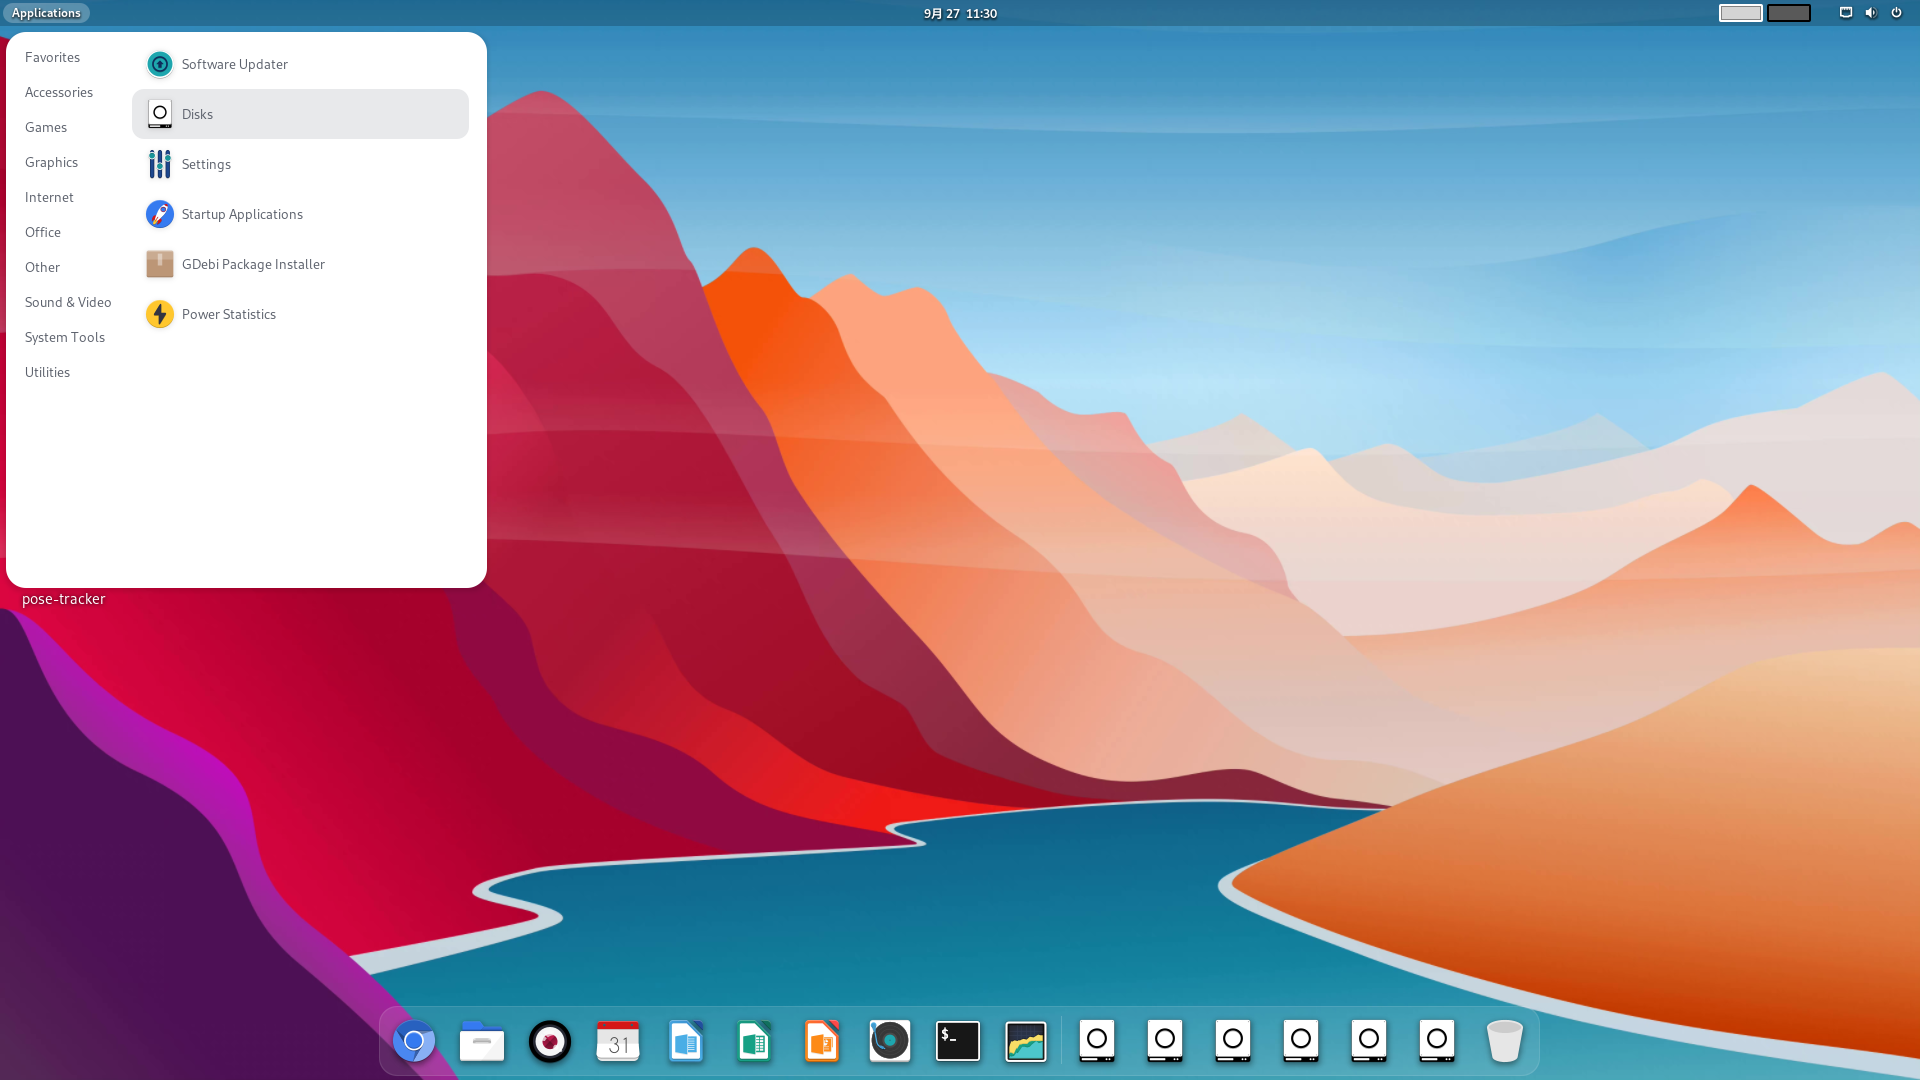 Applications
9月 27 11:30
Favorites
Accessories
Games
Graphics
Internet
Office
Other
Sound & Video
System Tools
Utilities
Software Updater
Disks
Settings
Startup Applications
GDebi Package Installer
Power Statistics
pose-tracker
31
$_